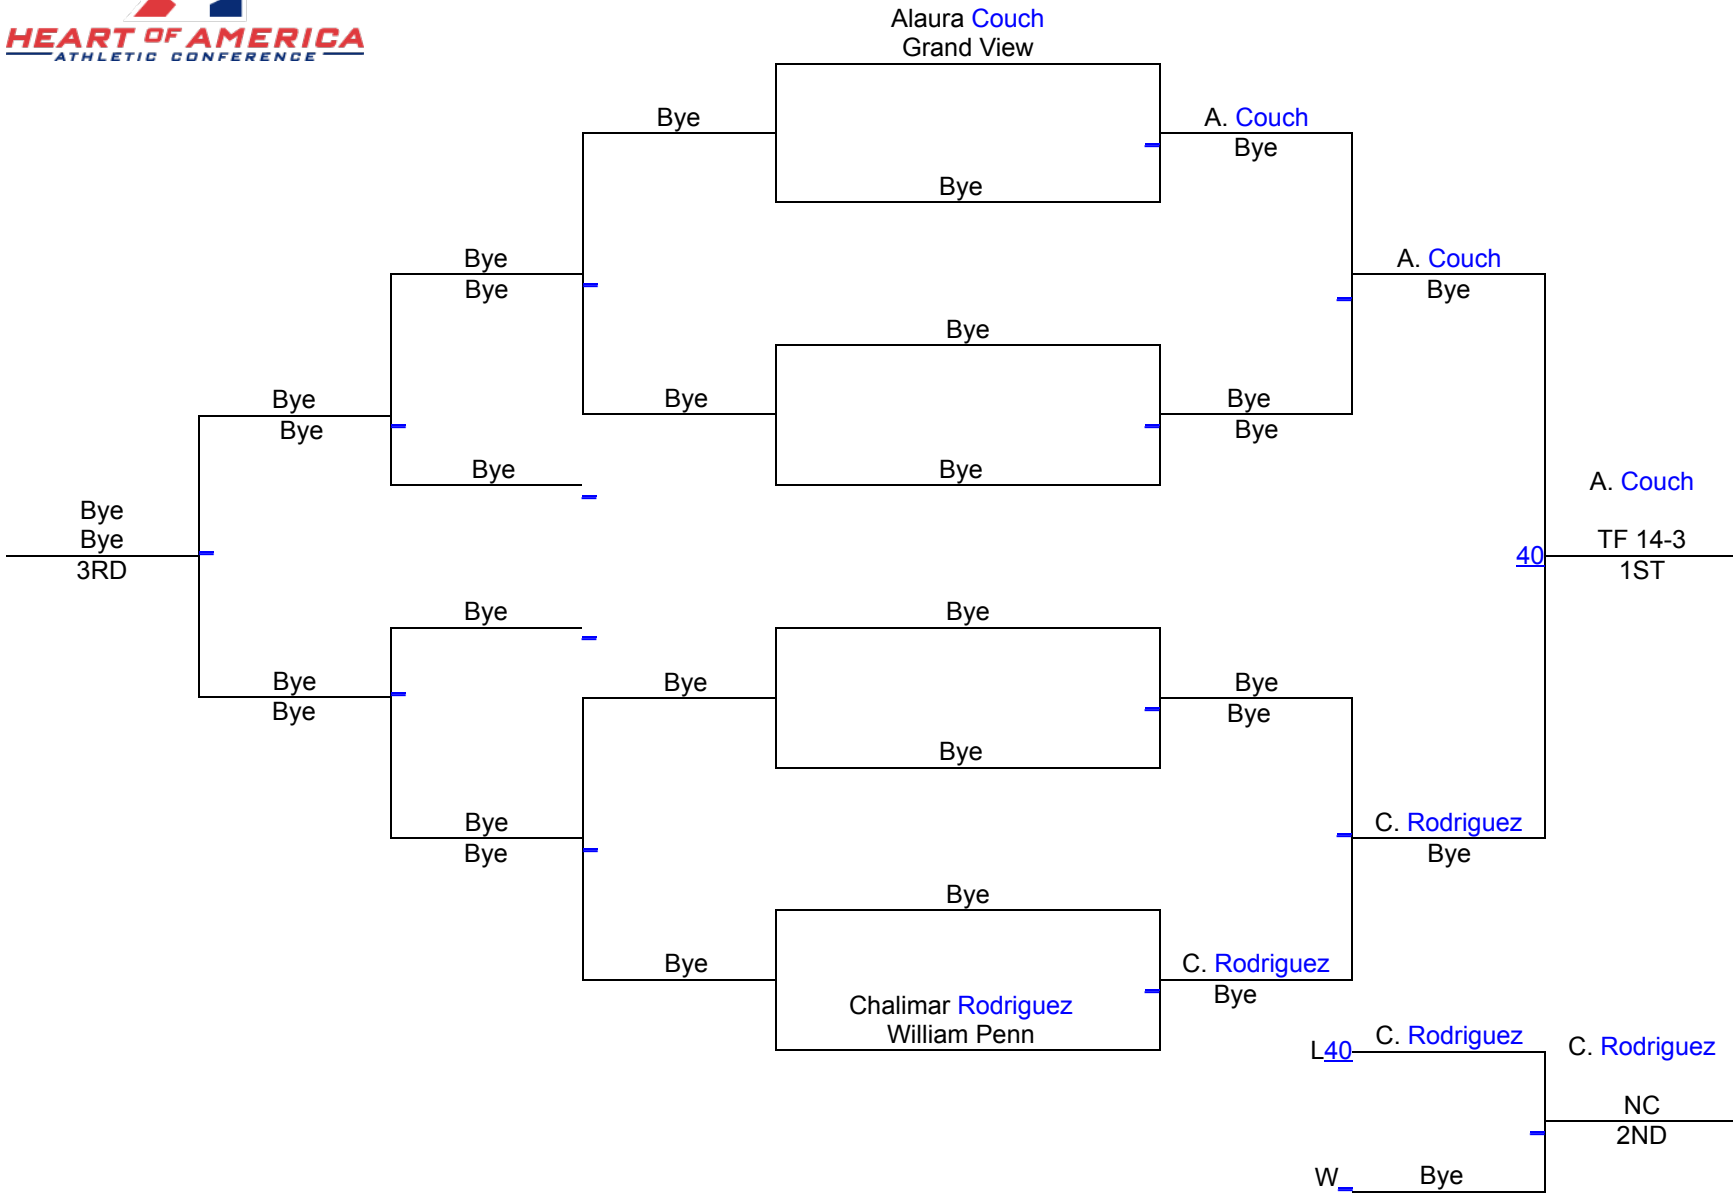 HEART OF AMERICA
ATHLETIC CONFERENCE
Alaura Couch
Grand View
Bye
A. Couch
Bye
Bye
Bye
Bye
A. Couch
Bye
Bye
Bye
Bye
Bye
Bye
Bye
Bye
Bye
Bye
A. Couch
Bye
Bye
3RD
40
TF 14-3
1ST
Bye
Bye
Bye
Bye
Bye
Bye
Bye
Bye
Bye
Bye
C. Rodriguez
Bye
Bye
Bye
C. Rodriguez
Bye
Chalimar Rodriguez
William Penn
L40
C. Rodriguez
C. Rodriguez
NC
2ND
W_
Bye